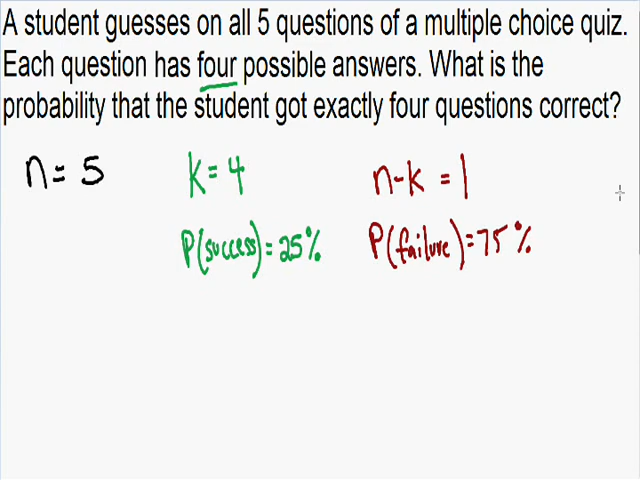 A student guesses on all 5 questions of a multiple choice quiz.
Each question has four possible answers. What is the
probability that the student got exactly four questions correct?
n = 5 k = 4 n-k = 1
P(success) = 25% P(failure) = 75%